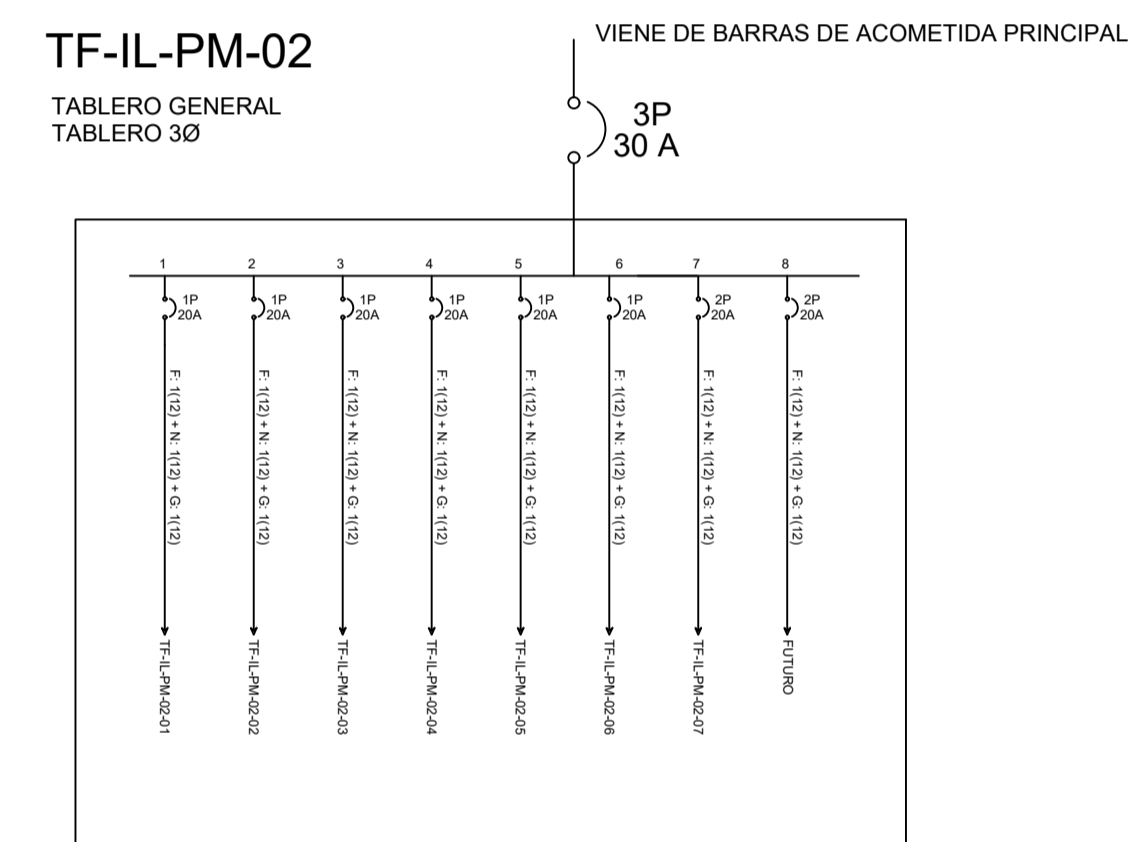 TF-IL-PM-02
TABLERO GENERAL
TABLERO 3Ø
VIENE DE BARRAS DE ACOMETIDA PRINCIPAL
3P
30 A
1
2
3
4
5
6
7
8
1P
20A
1P
20A
1P
20A
1P
20A
1P
20A
1P
20A
2P
20A
2P
20A
F: 1(12) + N: 1(12) + G: 1(12)
F: 1(12) + N: 1(12) + G: 1(12)
F: 1(12) + N: 1(12) + G: 1(12)
F: 1(12) + N: 1(12) + G: 1(12)
F: 1(12) + N: 1(12) + G: 1(12)
F: 1(12) + N: 1(12) + G: 1(12)
F: 1(12) + N: 1(12) + G: 1(12)
F: 1(12) + N: 1(12) + G: 1(12)
TF-IL-PM-02-01
TF-IL-PM-02-02
TF-IL-PM-02-03
TF-IL-PM-02-04
TF-IL-PM-02-05
TF-IL-PM-02-06
TF-IL-PM-02-07
FUTURO